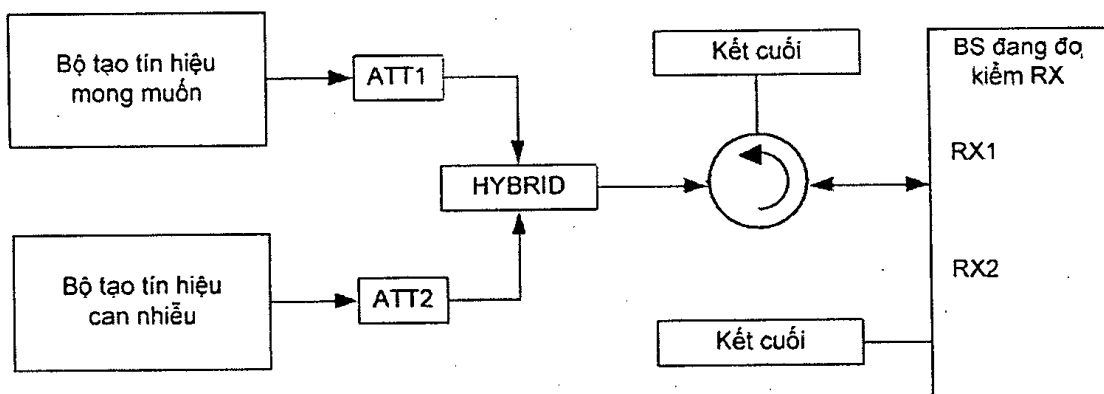 Bộ tạo tín hiệu
mong muốn
ATT1
Kết cuối
BS đang đo
kiểm RX
RX1
HYBRID
RX2
Bộ tạo tín hiệu
can nhiễu
ATT2
Kết cuối